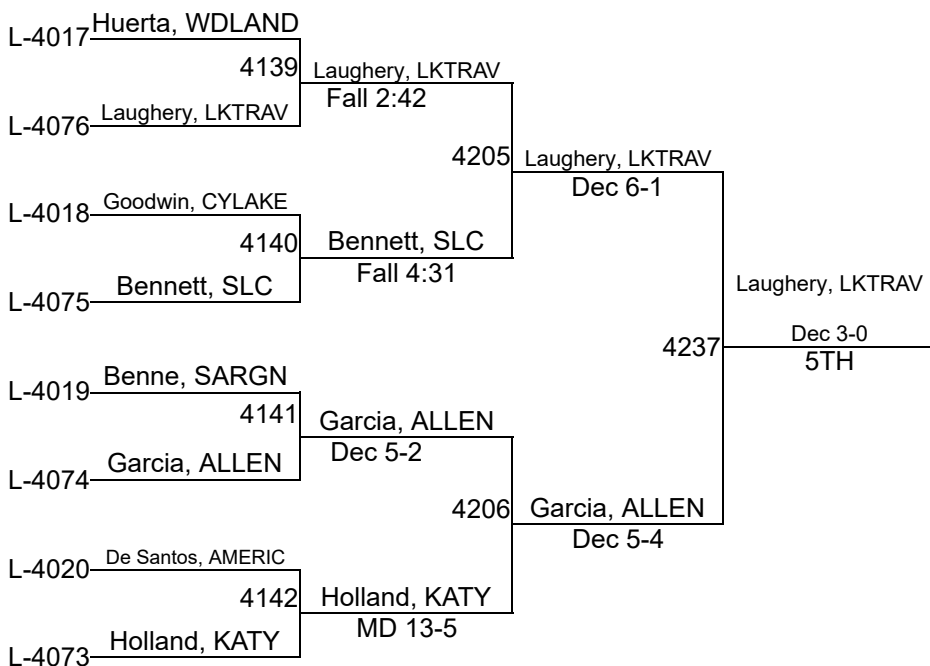 L-4017 Huerta, WDLAND
4139 Laughery, LKTRAV
Fall 2:42
L-4076 Laughery, LKTRAV
4205 Laughery, LKTRAV
Dec 6-1
L-4018 Goodwin, CYLAKE
4140 Bennett, SLC
Fall 4:31
L-4075 Bennett, SLC
Laughery, LKTRAV
4237 Dec 3-0
5TH
L-4019 Benne, SARGN
4141 Garcia, ALLEN
Dec 5-2
L-4074 Garcia, ALLEN
4206 Garcia, ALLEN
Dec 5-4
L-4020 De Santos, AMERIC
4142 Holland, KATY
MD 13-5
L-4073 Holland, KATY